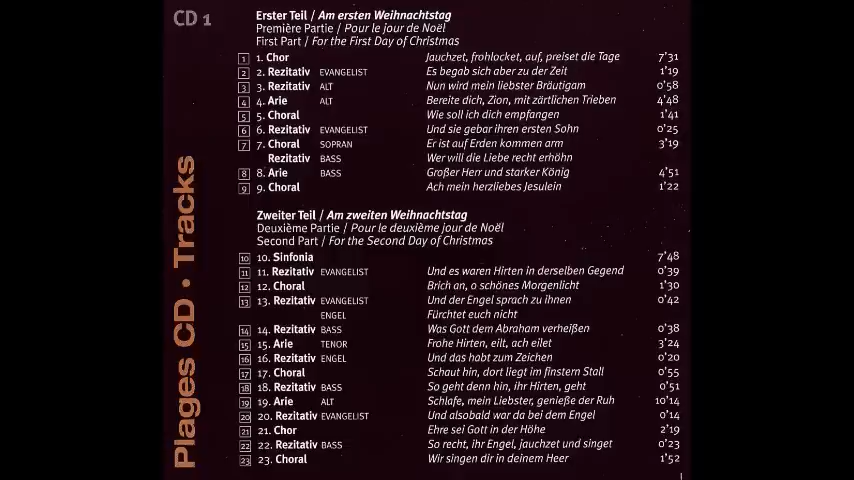 CD 1
Erster Teil / Am ersten Weihnachtstag
Première Partie / Pour le jour de Noël
First Part / For the First Day of Christmas
1 1. Chor Jauchzet, frohlocket, auf, preiset die Tage 7'31
2 2. Rezitativ EVANGELIST Es begab sich aber zu der Zeit 1'19
3 3. Rezitativ ALT Nun wird mein liebster Bräutigam 0'58
4 4. Arie ALT Bereite dich, Zion, mit zärtlichen Trieben 4'48
5 5. Choral Wie soll ich dich empfangen 1'41
6 6. Rezitativ EVANGELIST Und sie gebar ihren ersten Sohn 0'25
7 7. Choral SOPRAN Er ist auf Erden kommen arm 3'19
Rezitativ BASS Wer will die Liebe recht erhöhn
8 8. Arie BASS Großer Herr und starker König 4'51
9 9. Choral Ach mein herzliebes Jesulein 1'22
Zweiter Teil / Am zweiten Weihnachtstag
Deuxième Partie / Pour le deuxième jour de Noël
Second Part / For the Second Day of Christmas
10 10. Sinfonia 7'48
11 11. Rezitativ EVANGELIST Und es waren Hirten in derselben Gegend 0'39
12 12. Choral Brich an, o schönes Morgenlicht 1'30
13 13. Rezitativ EVANGELIST Und der Engel sprach zu ihnen 0'42
ENGEL Fürchtet euch nicht
14 14. Rezitativ BASS Was Gott dem Abraham verheißen 0'38
15 15. Arie TENOR Frohe Hirten, eilt, ach eilet 3'24
16 16. Rezitativ ENGEL Und das habt zum Zeichen 0'20
17 17. Choral Schaut hin, dort liegt im finstern Stall 0'55
18 18. Rezitativ BASS So geht denn hin, ihr Hirten, geht 0'51
19 19. Arie ALT Schlafe, mein Liebster, genieße der Ruh 10'14
20 20. Rezitativ EVANGELIST Und alsobald war da bei dem Engel 0'14
21 21. Chor Ehre sei Gott in der Höhe 2'19
22 22. Rezitativ BASS So recht, ihr Engel, jauchzet und singet 0'23
23 23. Choral Wir singen dir in deinem Heer 1'52
Plages CD • Tracks